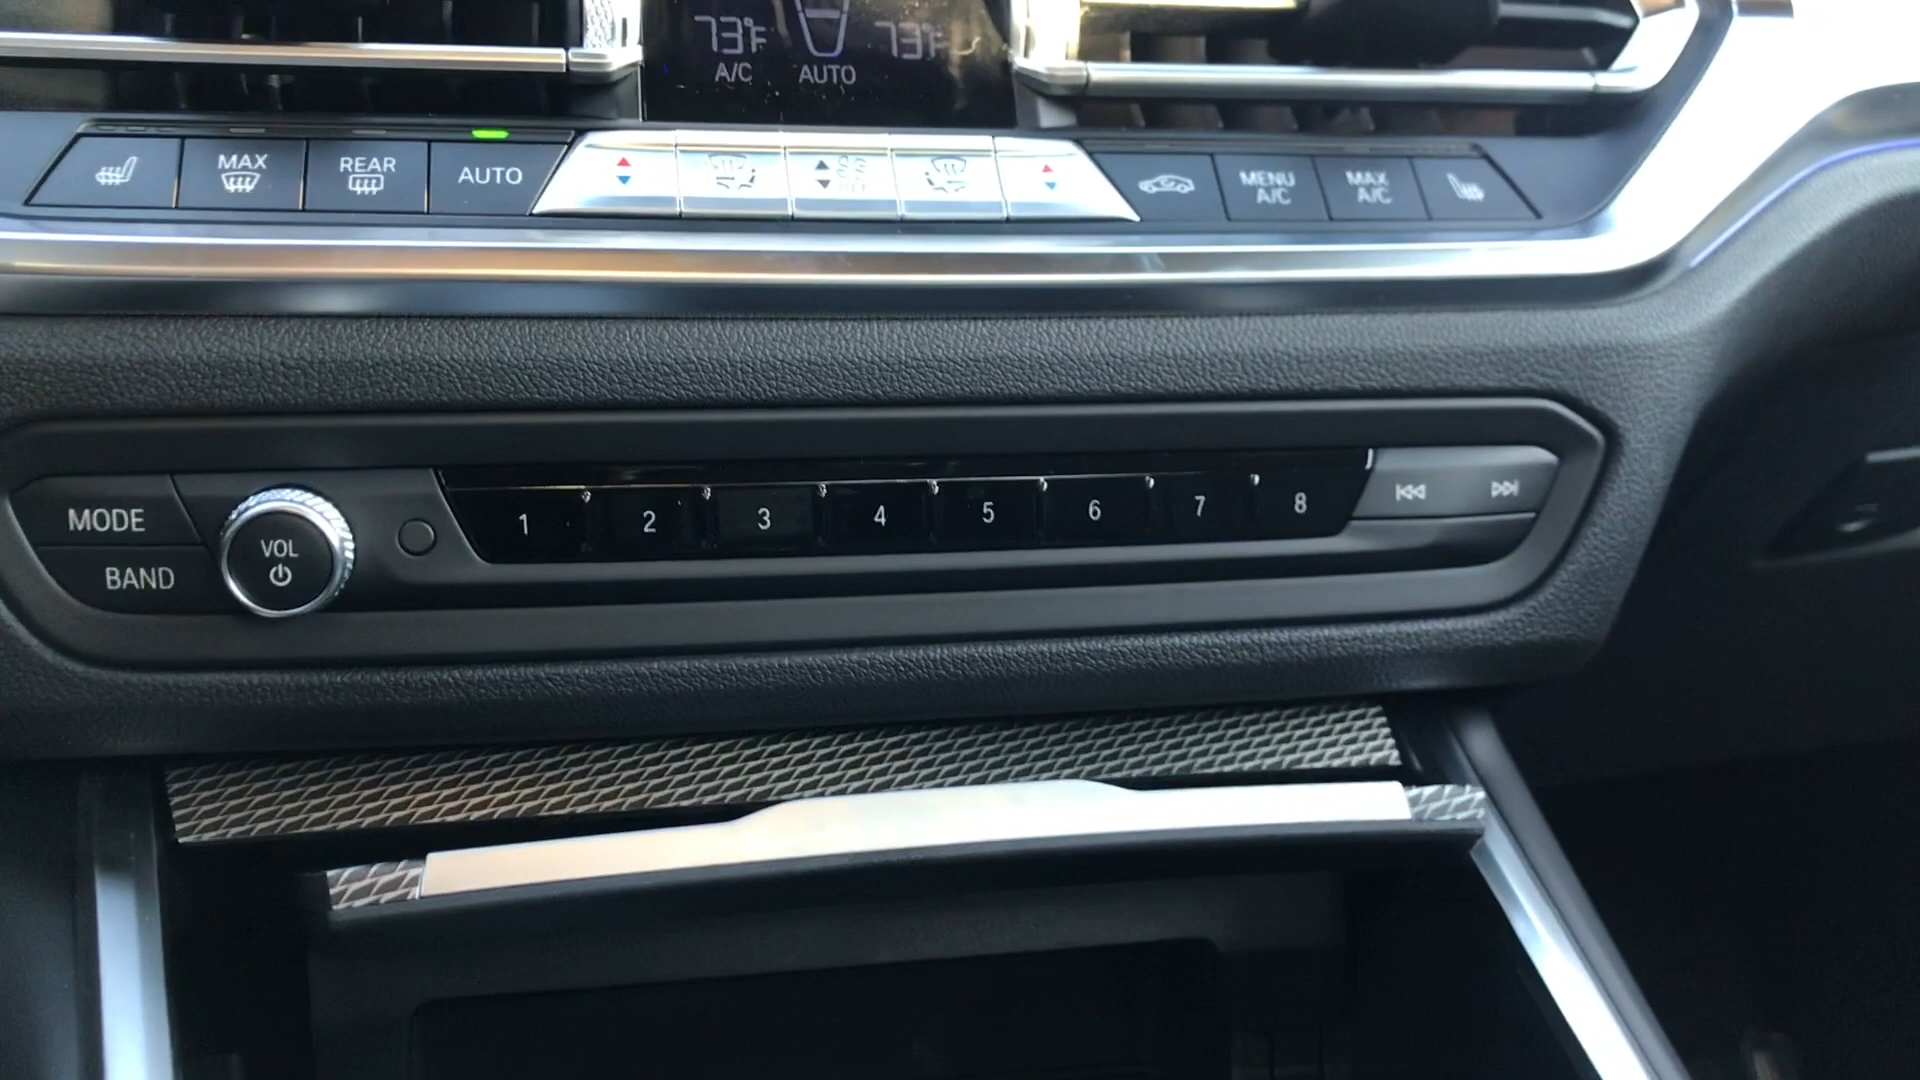 73°F
73°F
A/C
AUTO
MAX
REAR
AUTO
OFF
MENU
A/C
MAX
A/C
MODE
BAND
VOL
1
2
3
4
5
6
7
8